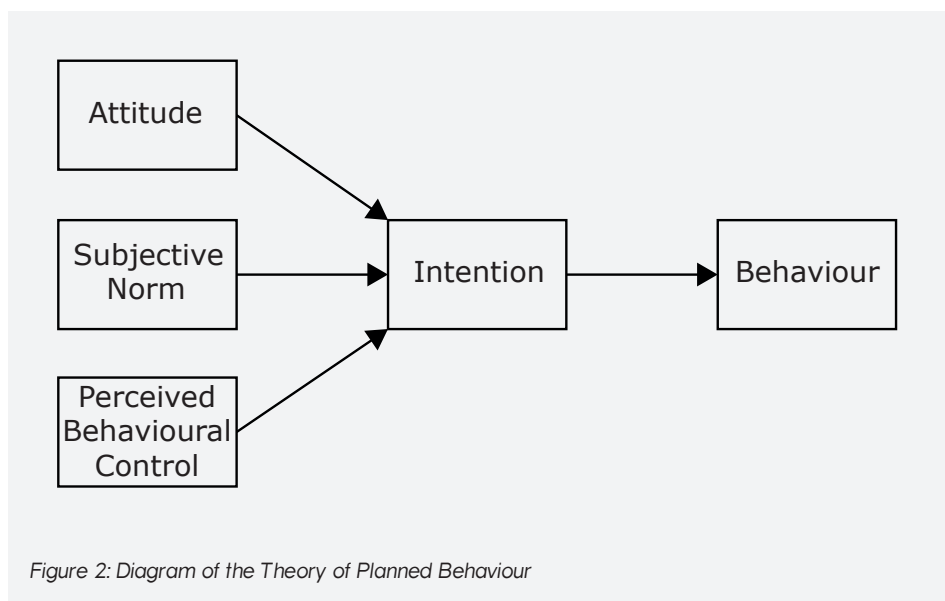 Attitude
Subjective
Norm
Perceived
Behavioural
Control
Intention
Behaviour
Figure 2: Diagram of the Theory of Planned Behaviour